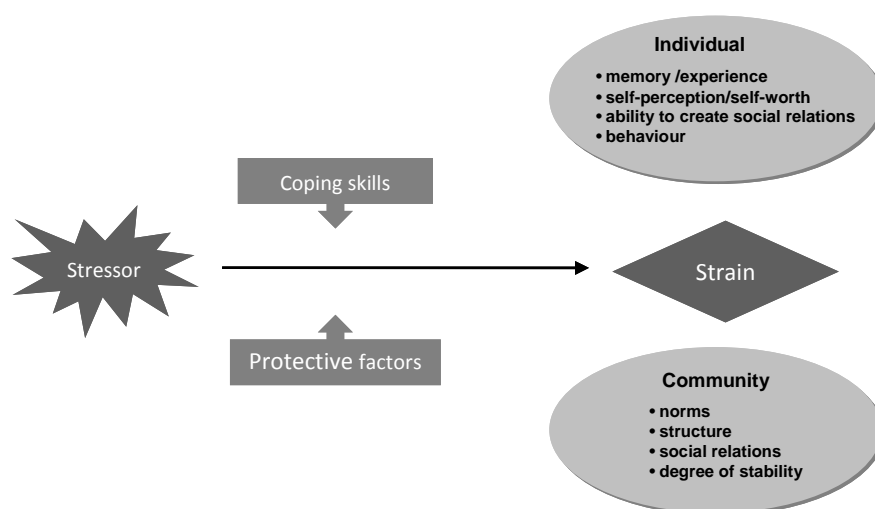 Individual
• memory /experience
• self-perception/self-worth
• ability to create social relations
• behaviour
Coping skills
Stressor
Strain
Protective factors
Community
• norms
• structure
• social relations
• degree of stability